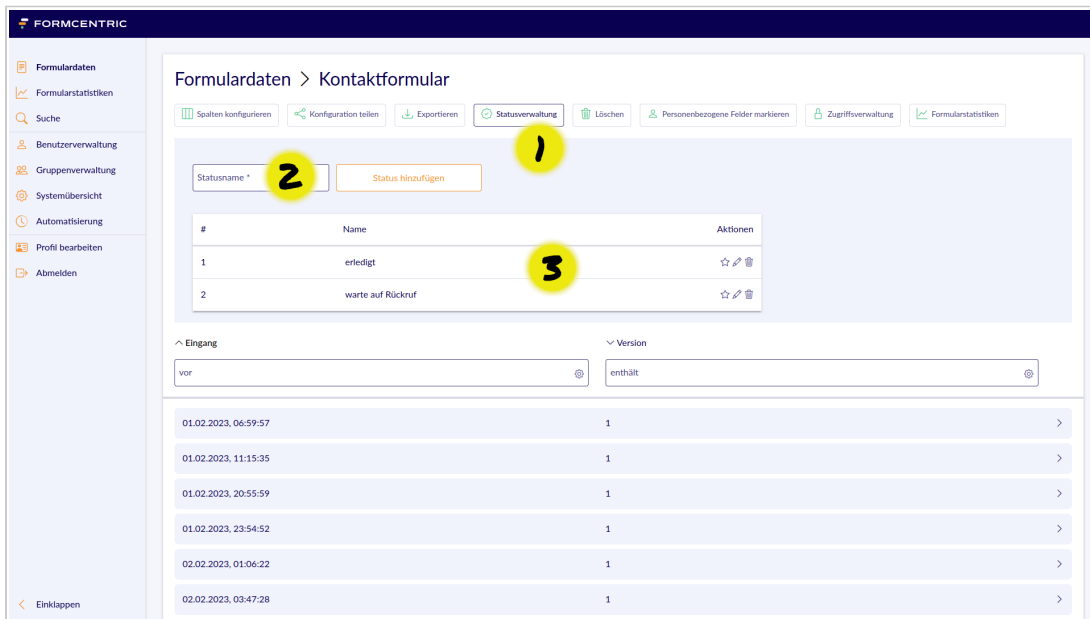 FORMCENTRIC
Formulardaten
Formularstatistiken
Suche
Benutzerverwaltung
Gruppenverwaltung
Systemübersicht
Automatisierung
Profil bearbeiten
Abmelden
Einklappen
Formulardaten > Kontaktformular
Spalten konfigurieren Konfiguration teilen Exportieren Statusverwaltung Löschen Personenbezogene Felder markieren Zugriffsverwaltung Formularstatistiken
1
Statusname * 2 Status hinzufügen
# Name Aktionen
1 erledigt 3
2 warte auf Rückruf
Eingang Version
vor enthält
01.02.2023, 06:59:57 1
01.02.2023, 11:15:35 1
01.02.2023, 20:55:59 1
01.02.2023, 23:54:52 1
02.02.2023, 01:06:22 1
02.02.2023, 03:47:28 1